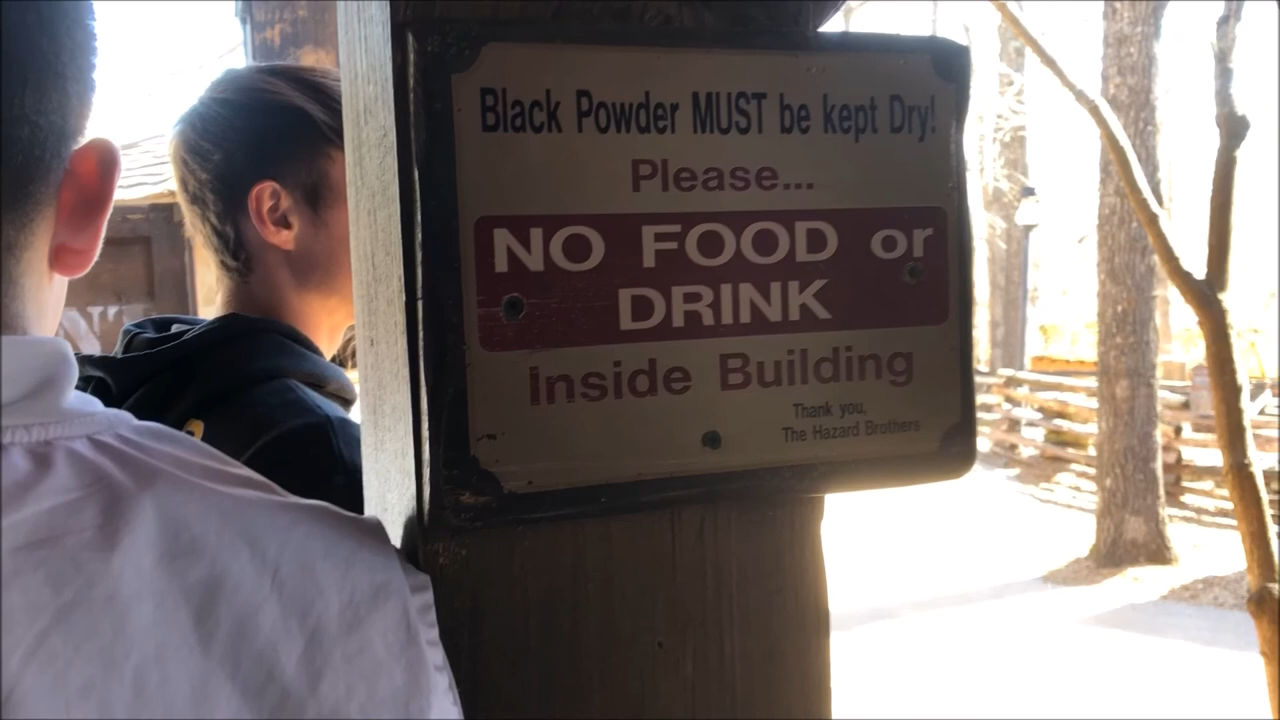 Black Powder MUST be kept Dry!
Please...
NO FOOD or
DRINK
Inside Building
Thank you,
The Hazard Brothers